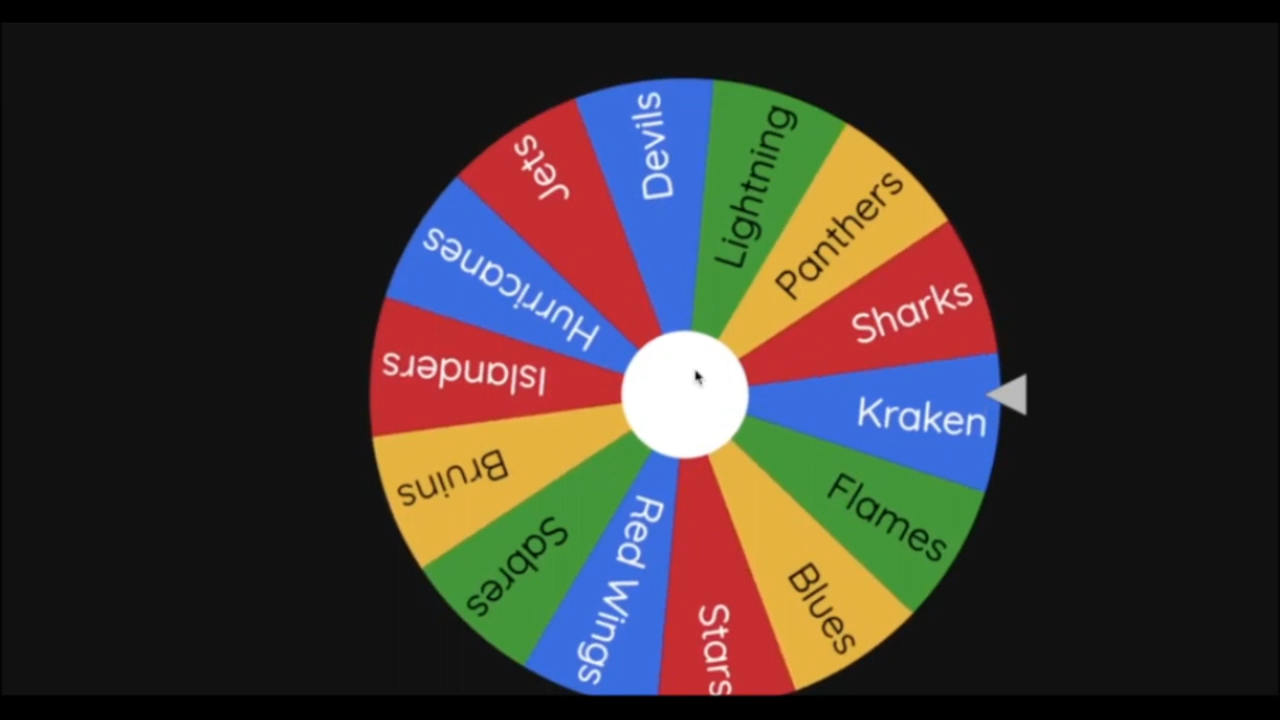 Devils
Lightning
Panthers
Sharks
Kraken
Flames
Blues
Stars
Red Wings
Sabres
Bruins
Islanders
Hurricanes
Jets